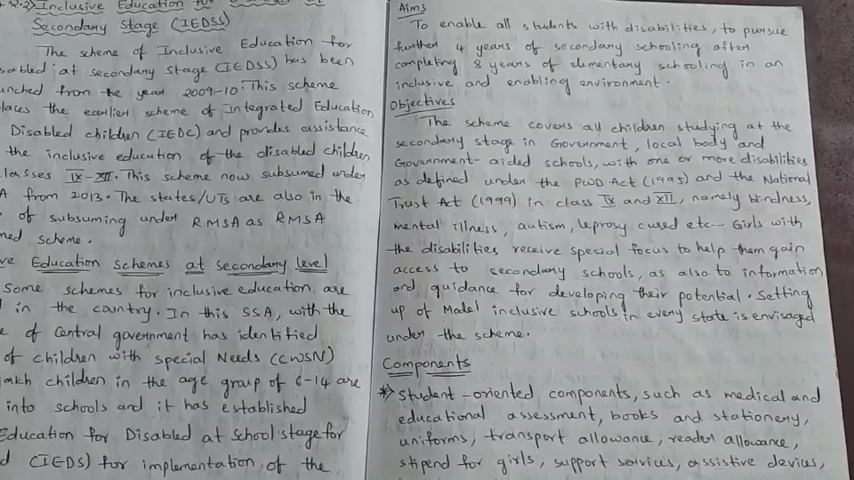 Inclusive Education for
Secondary Stage (IEDSS)
The scheme of Inclusive Education for
sabled at secondary stage (IEDSS) has been
unched from the year 2009-10. This scheme
laces the earlier scheme of Integrated Education
Disabled children (IEDC) and provides assistance
the inclusive education of the disabled children
lasses IX-XII. This scheme now subsumed under
A from 2013. The states/UTs are also in the
of subsuming under RMSA as RMSA
med scheme.
ve Education schemes at secondary level
Some schemes for inclusive education are
in the country. In this SSA, with the
e of central government has identified
of children with special Needs (CWSN)
akh children in the age group of 6-14 are
into schools and it has established
Education for Disabled at school stage for
d (IEDS) for implementation of the
Aims
To enable all students with disabilities, to pursue
further 4 years of secondary schooling after
completing 8 years of elementary schooling in an
inclusive and enabling environment.
Objectives
The scheme covers all children studying at the
secondary stage in Government, local body and
Government-aided schools, with one or more disabilities
as defined under the PWD Act (1995) and the National
Trust Act (1999) in class IX and XII, namely blindness,
mental illness, autism, leprosy cured etc-- Girls with
the disabilities receive special focus to help them gain
access to secondary schools, as also to information
and guidance for developing their potential. Setting
up of Model inclusive schools in every state is envisaged
under the scheme.
Components
* Student-oriented components, such as medical and
educational assessment, books and stationery,
uniforms, transport allowance, reader allowance,
stipend for girls, support services, assistive devices,